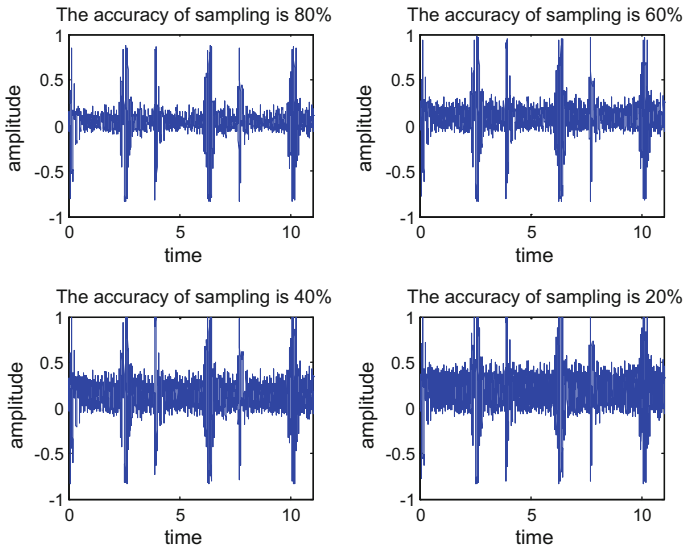 The accuracy of sampling is 80%
1
0.5
0
-0.5
-1
amplitude
0 5 10
time
The accuracy of sampling is 60%
1
0.5
0
-0.5
-1
amplitude
0 5 10
time
The accuracy of sampling is 40%
1
0.5
0
-0.5
-1
amplitude
0 5 10
time
The accuracy of sampling is 20%
1
0.5
0
-0.5
-1
amplitude
0 5 10
time